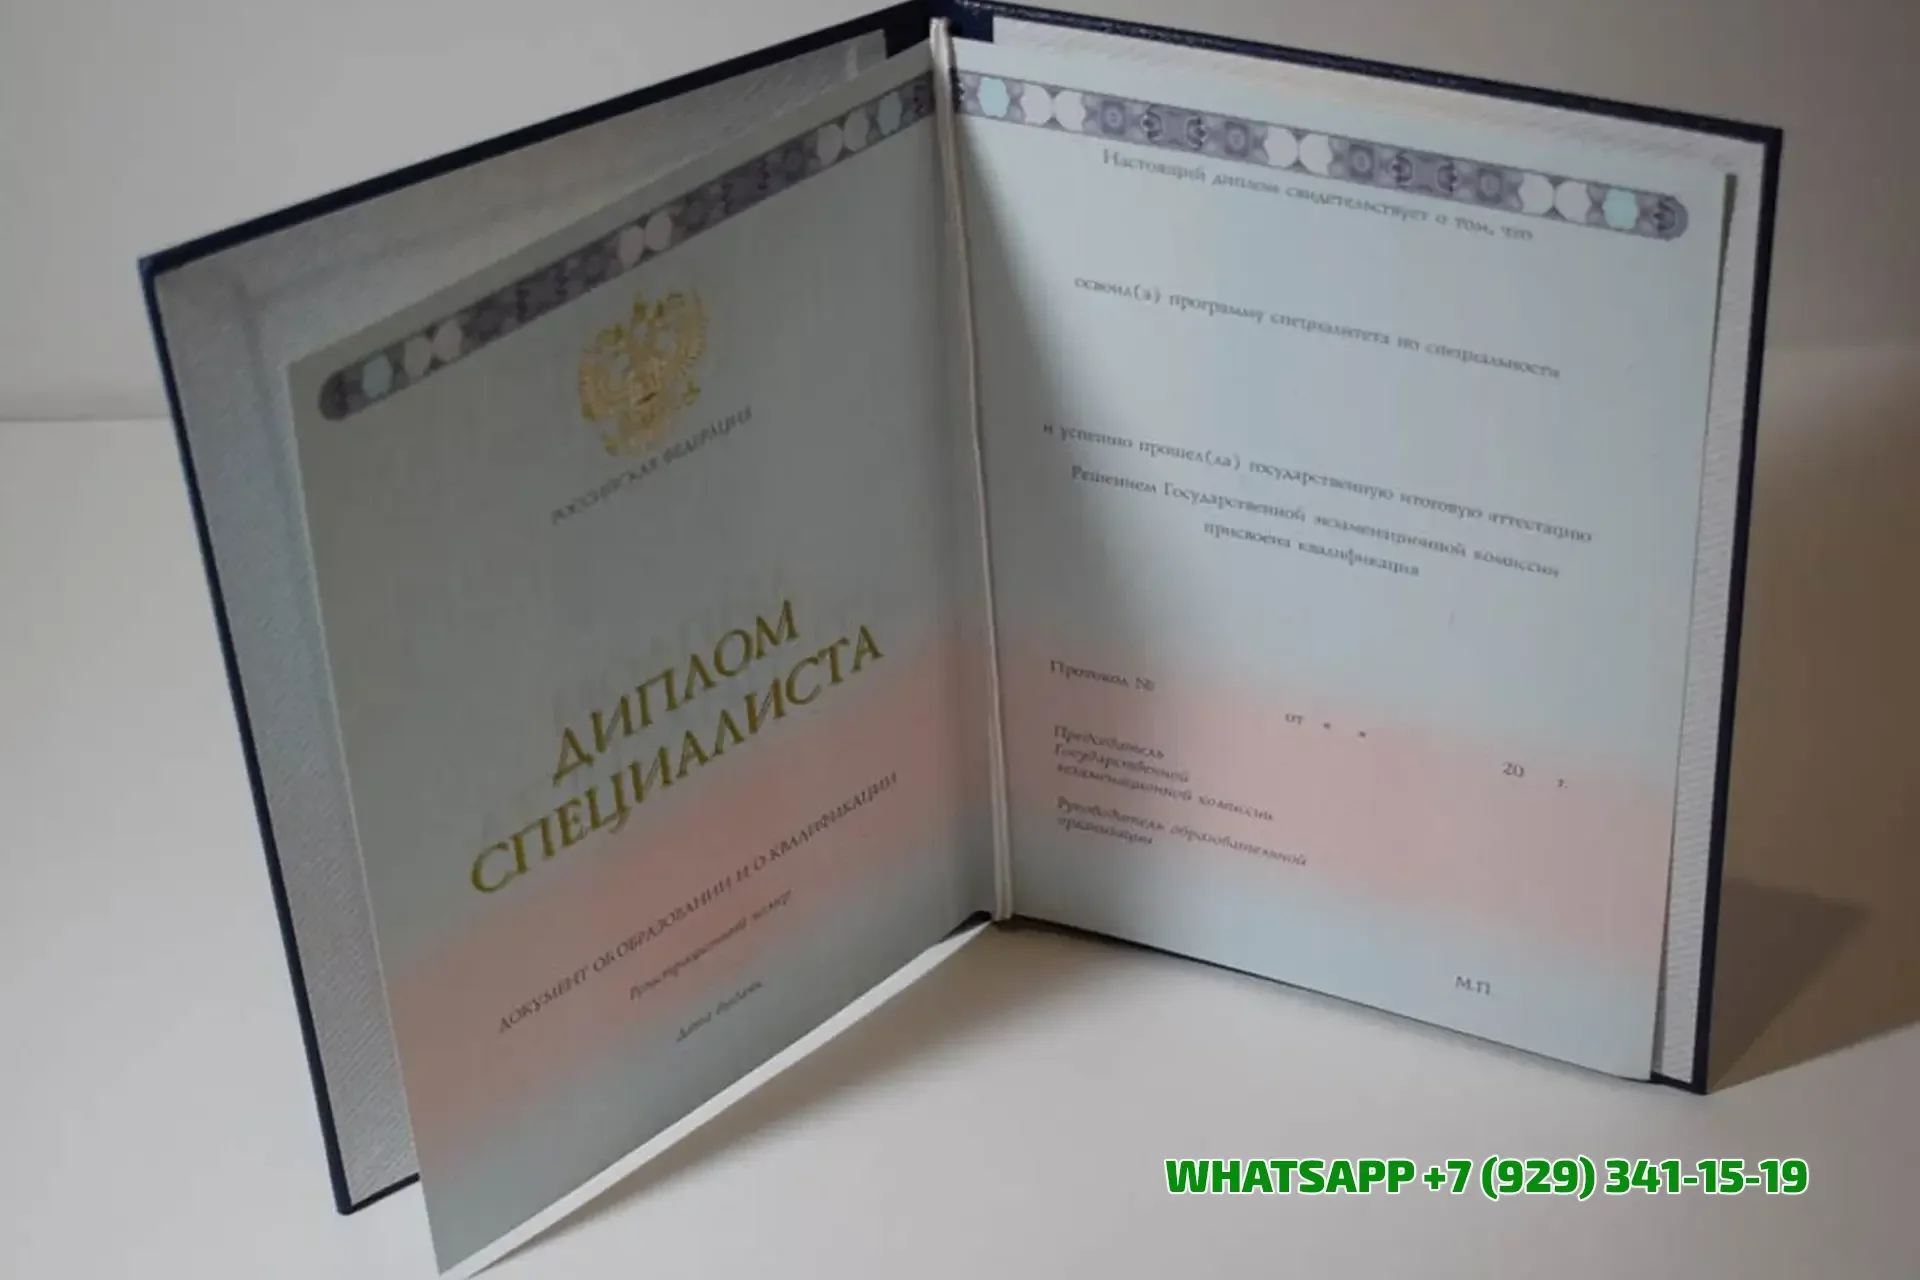 РОССИЙСКАЯ ФЕДЕРАЦИЯ
ДИПЛОМ
СПЕЦИАЛИСТА
ДОКУМЕНТ ОБ ОБРАЗОВАНИИ И О КВАЛИФИКАЦИИ
Регистрационный номер
Дата выдачи
Настоящий диплом свидетельствует о том, что
освоил(а) программу специалитета по специальности
и успешно прошел(ла) государственную итоговую аттестацию
Решением Государственной экзаменационной комиссии
присвоена квалификация
Протокол №
от « »
20 г.
Председатель
Государственной
экзаменационной комиссии
Руководитель образовательной
организации
М.П.
WHATSAPP +7 (929) 341-15-19